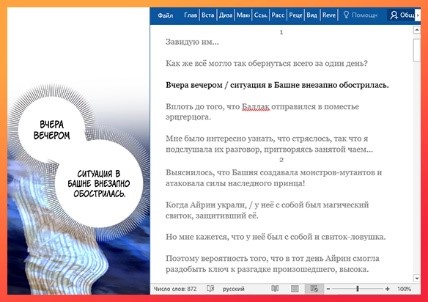 ВЧЕРА
ВЕЧЕРОМ
СИТУАЦИЯ В
БАШНЕ ВНЕЗАПНО
ОБОСТРИЛАСЬ.
Файл Глав Вста Диза Мак Ссы. Расс Реце Вид Reve Помощн Общ
1
Завидую им...
Как же всё могло так обернуться всего за один день?
Вчера вечером / ситуация в Башне внезапно обострилась.
Вплоть до того, что Баллак отправился в поместье
эрцгерцога.
Мне было интересно узнать, что стряслось, так что я
подслушала их разговор, притворяясь занятой чаем...
2
Выяснилось, что Башня создавала монстров-мутантов и
атаковала силы наследного принца!
Когда Айрин украли, / у неё с собой был магический
свиток, защитивший её.
Но мне кажется, что у неё был с собой и свиток-ловушка.
Поэтому вероятность того, что в тот день Айрин смогла
раздобыть ключ к разгадке произошедшего, высока.
Число слов: 872 русский 100%